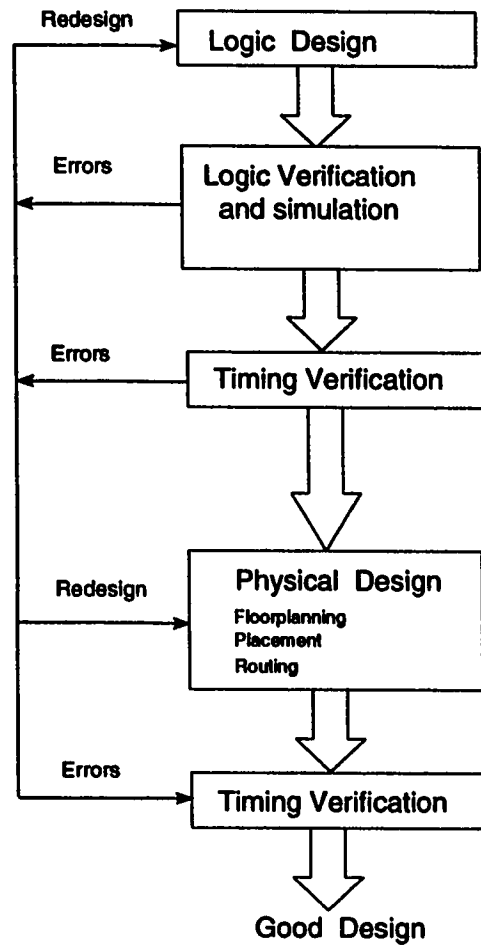 Redesign
Logic Design
Errors
Logic Verification
and simulation
Errors
Timing Verification
Redesign
Physical Design
Floorplanning
Placement
Routing
Errors
Timing Verification
Good Design